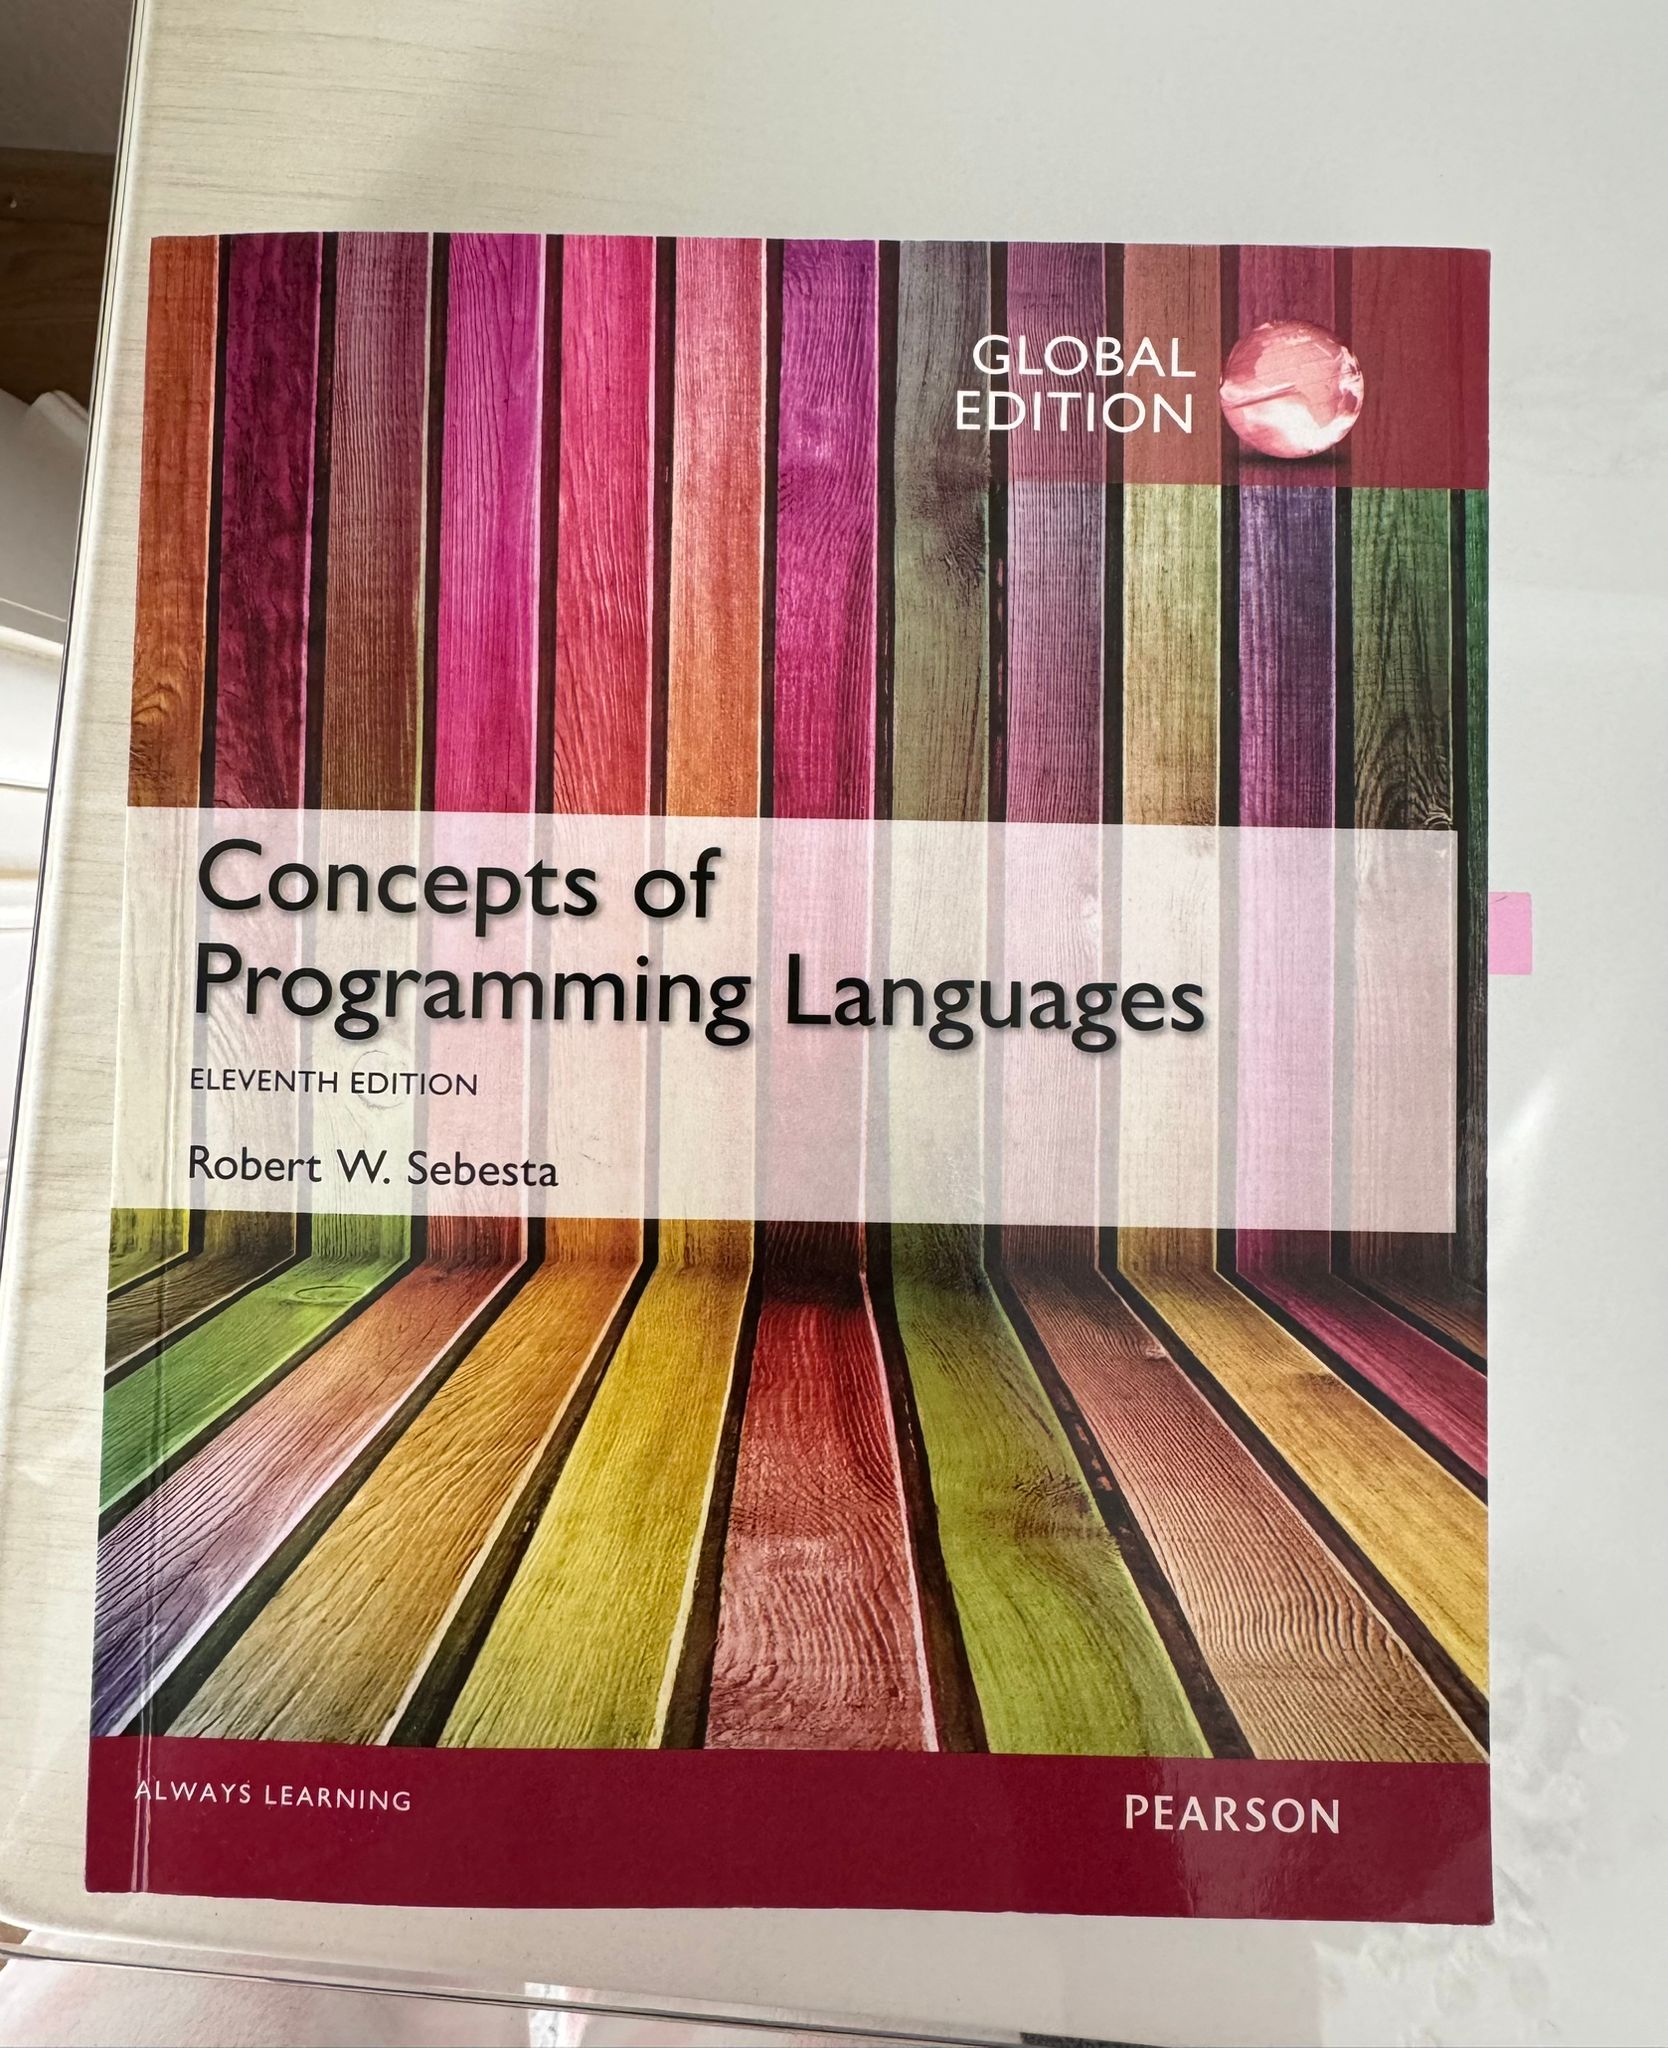 GLOBAL
EDITION
Concepts of
Programming Languages
ELEVENTH EDITION
Robert W. Sebesta
ALWAYS LEARNING
PEARSON